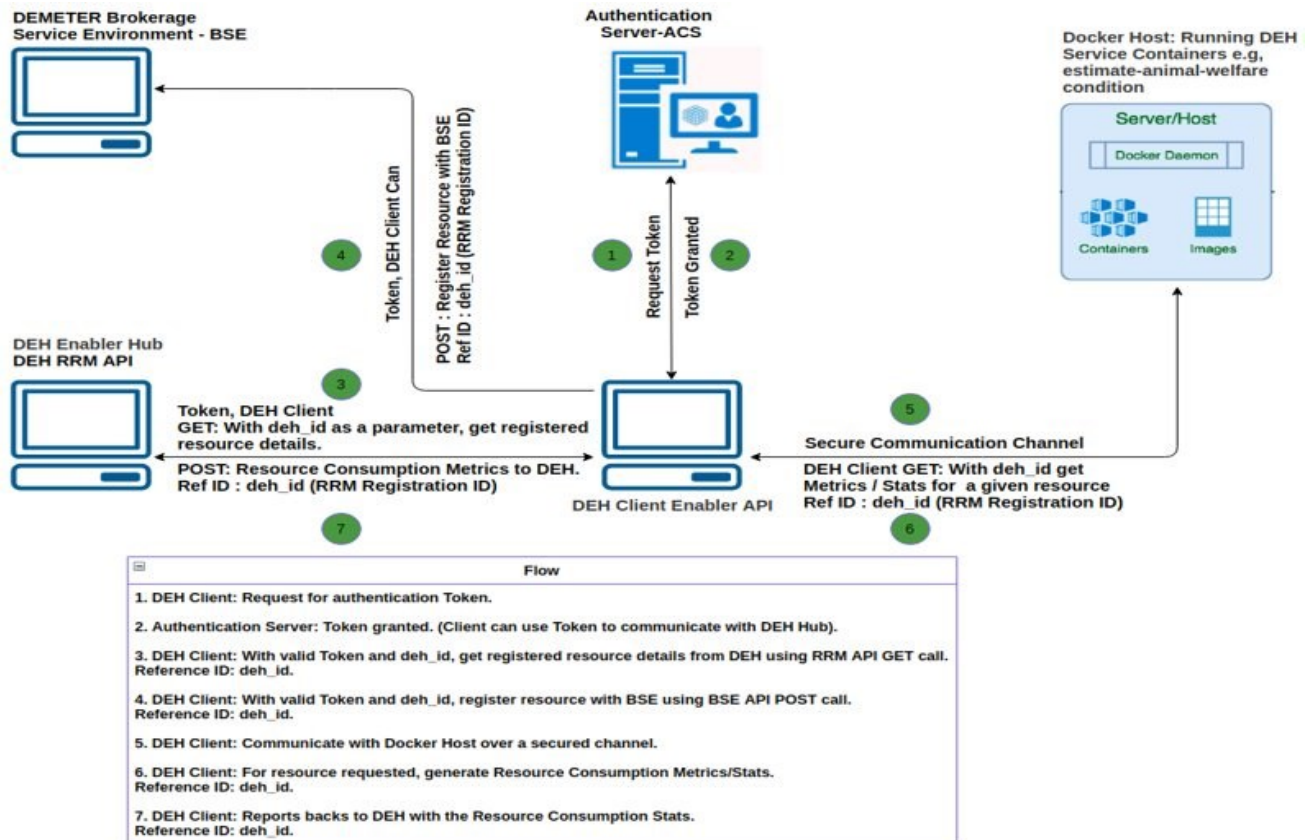 DEMETER Brokerage
Service Environment - BSE
Authentication
Server-ACS
Docker Host: Running DEH
Service Containers e.g,
estimate-animal-welfare
condition
Server/Host
Docker Daemon
Containers
Images
Token, DEH Client Can
POST : Register Resource with BSE
Ref ID : deh_id (RRM Registration ID)
4
1
Request Token
Token Granted
2
DEH Enabler Hub
DEH RRM API
3
Token, DEH Client
GET: With deh_id as a parameter, get registered
resource details.
POST: Resource Consumption Metrics to DEH.
Ref ID : deh_id (RRM Registration ID)
7
DEH Client Enabler API
5
Secure Communication Channel
DEH Client GET: With deh_id get
Metrics / Stats for a given resource
Ref ID : deh_id (RRM Registration ID)
6
Flow
1. DEH Client: Request for authentication Token.
2. Authentication Server: Token granted. (Client can use Token to communicate with DEH Hub).
3. DEH Client: With valid Token and deh_id, get registered resource details from DEH using RRM API GET call.
Reference ID: deh_id.
4. DEH Client: With valid Token and deh_id, register resource with BSE using BSE API POST call.
Reference ID: deh_id.
5. DEH Client: Communicate with Docker Host over a secured channel.
6. DEH Client: For resource requested, generate Resource Consumption Metrics/Stats.
Reference ID: deh_id.
7. DEH Client: Reports backs to DEH with the Resource Consumption Stats.
Reference ID: deh_id.